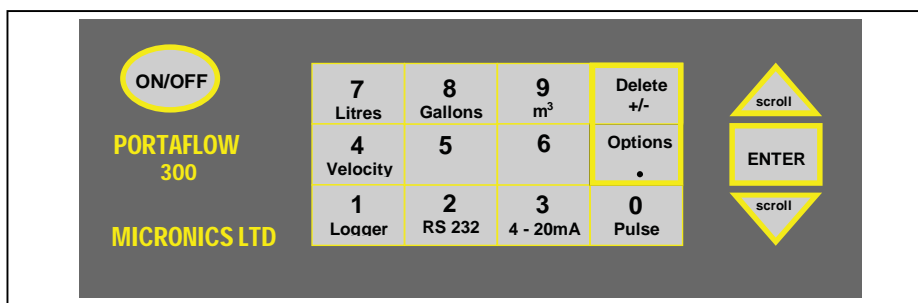 ON/OFF
PORTAFLOW
300
MICRONICS LTD
7
Litres
8
Gallons
9
m³
Delete
+/-
4
Velocity
5
6
Options
.
1
Logger
2
RS 232
3
4 - 20mA
0
Pulse
scroll
ENTER
scroll